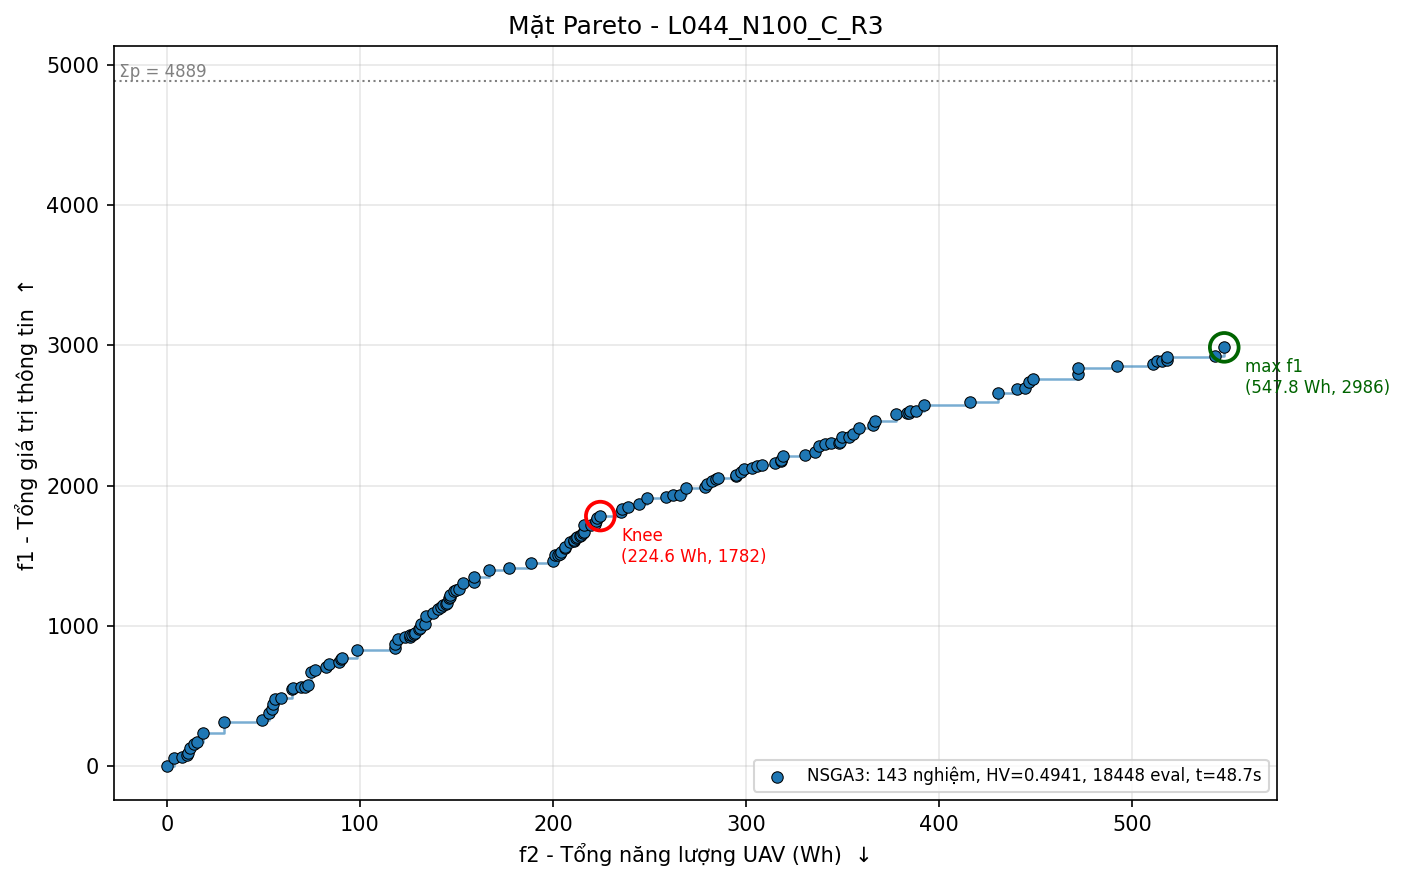 Mặt Pareto - L044_N100_C_R3
f1 - Tổng giá trị thông tin ↑
5000
4000
3000
2000
1000
0
Σp = 4889
max f1
(547.8 Wh, 2986)
Knee
(224.6 Wh, 1782)
NSGA3: 143 nghiệm, HV=0.4941, 18448 eval, t=48.7s
0 100 200 300 400 500
f2 - Tổng năng lượng UAV (Wh) ↓